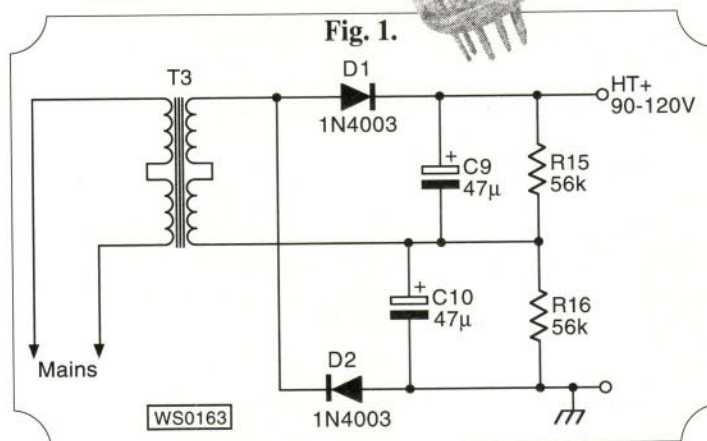 Fig. 1.
T3
D1
1N4003
HT+
90-120V
+
C9
47μ
R15
56k
+
C10
47μ
R16
56k
D2
1N4003
Mains
WS0163